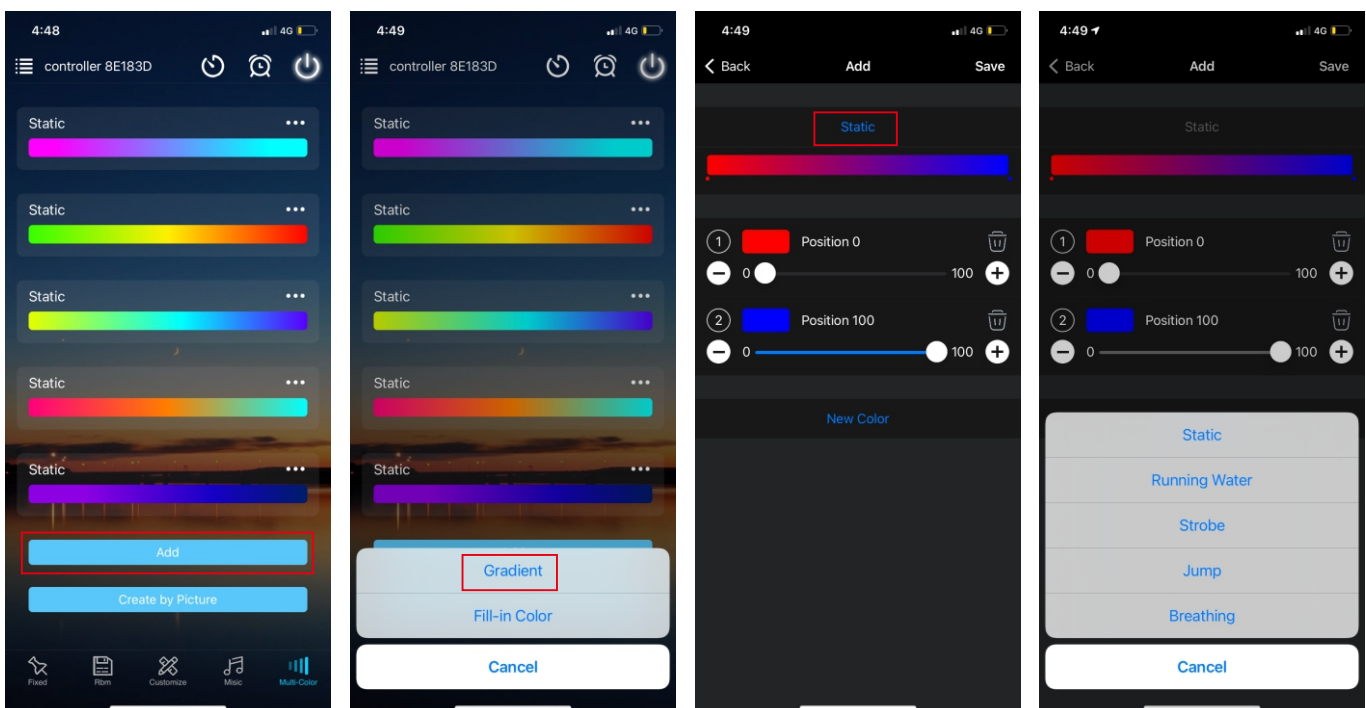 4:48
4G
controller 8E183D
Static
Static
Static
Static
Static
Add
Create by Picture
Fixed
Rbm
Customize
Misic
Multi-Color
4:49
4G
controller 8E183D
Static
Static
Static
Static
Static
Gradient
Fill-in Color
Cancel
4:49
4G
Back
Add
Save
Static
1
Position 0
0
100
2
Position 100
0
100
New Color
4:49
4G
Back
Add
Save
Static
1
Position 0
0
100
2
Position 100
0
100
Static
Running Water
Strobe
Jump
Breathing
Cancel